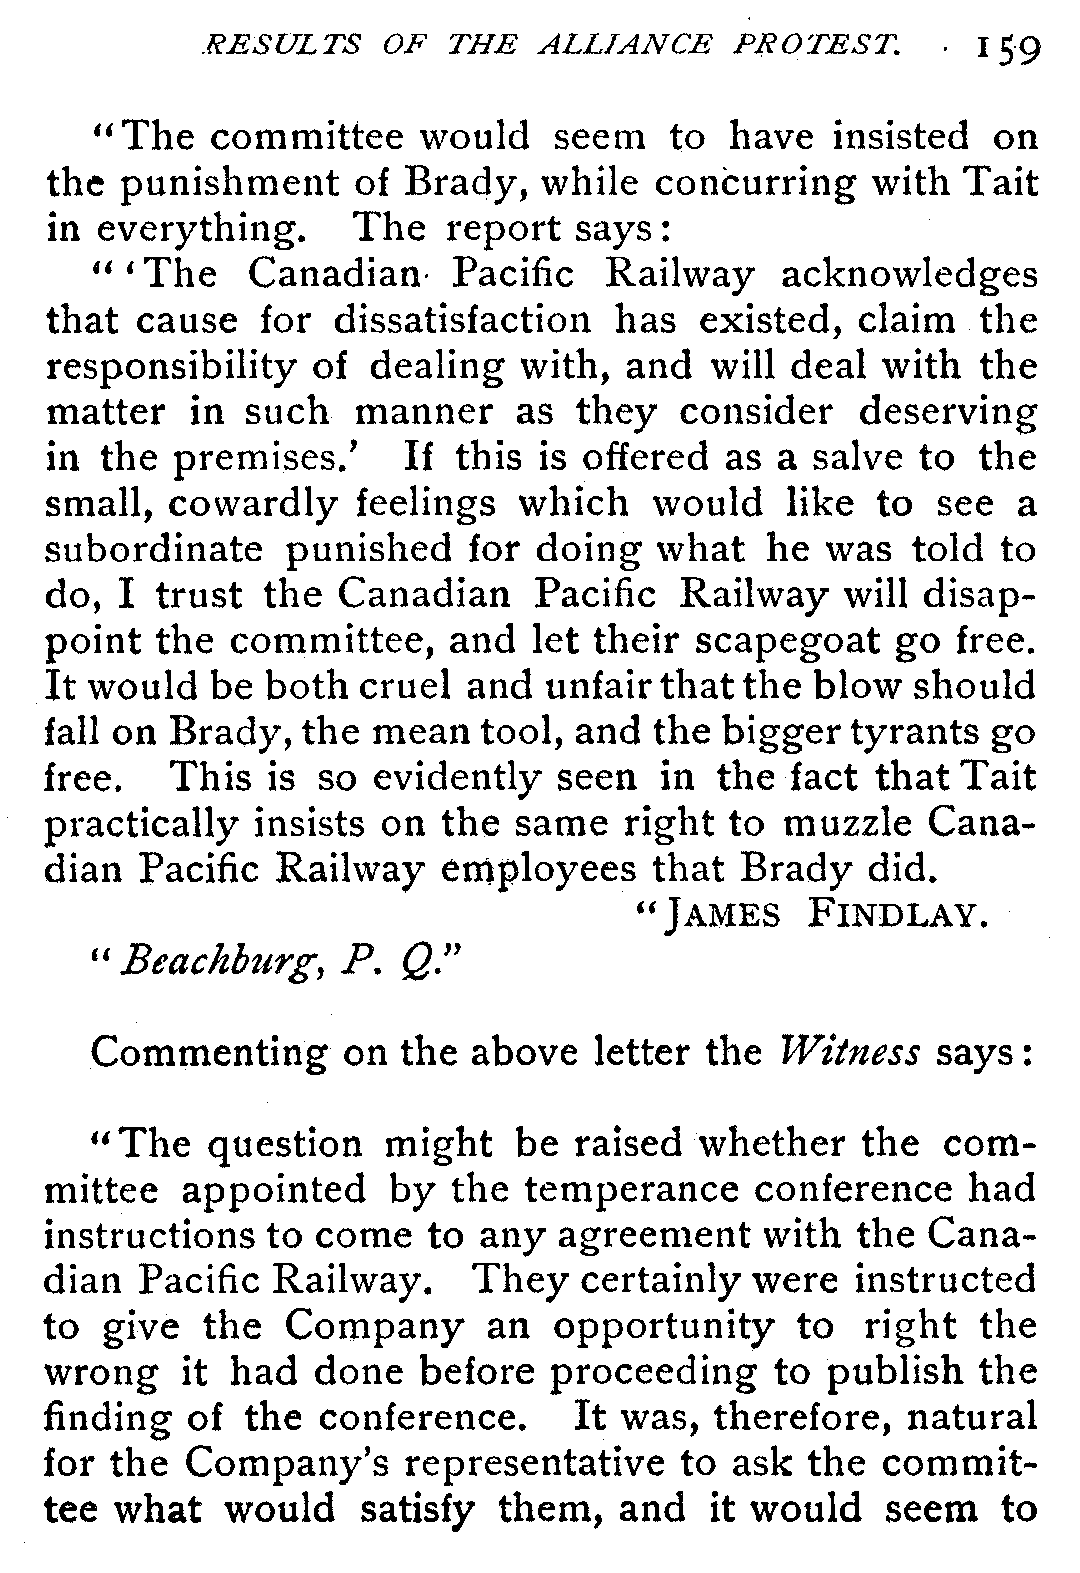 RESULTS OF THE ALLIANCE PROTEST. 159
"The committee would seem to have insisted on
the punishment of Brady, while concurring with Tait
in everything. The report says:
"'The Canadian Pacific Railway acknowledges
that cause for dissatisfaction has existed, claim the
responsibility of dealing with, and will deal with the
matter in such manner as they consider deserving
in the premises.' If this is offered as a salve to the
small, cowardly feelings which would like to see a
subordinate punished for doing what he was told to
do, I trust the Canadian Pacific Railway will disap-
point the committee, and let their scapegoat go free.
It would be both cruel and unfair that the blow should
fall on Brady, the mean tool, and the bigger tyrants go
free. This is so evidently seen in the fact that Tait
practically insists on the same right to muzzle Cana-
dian Pacific Railway employees that Brady did.
"JAMES FINDLAY.
"Beachburg, P. Q."
Commenting on the above letter the Witness says:
"The question might be raised whether the com-
mittee appointed by the temperance conference had
instructions to come to any agreement with the Cana-
dian Pacific Railway. They certainly were instructed
to give the Company an opportunity to right the
wrong it had done before proceeding to publish the
finding of the conference. It was, therefore, natural
for the Company's representative to ask the commit-
tee what would satisfy them, and it would seem to